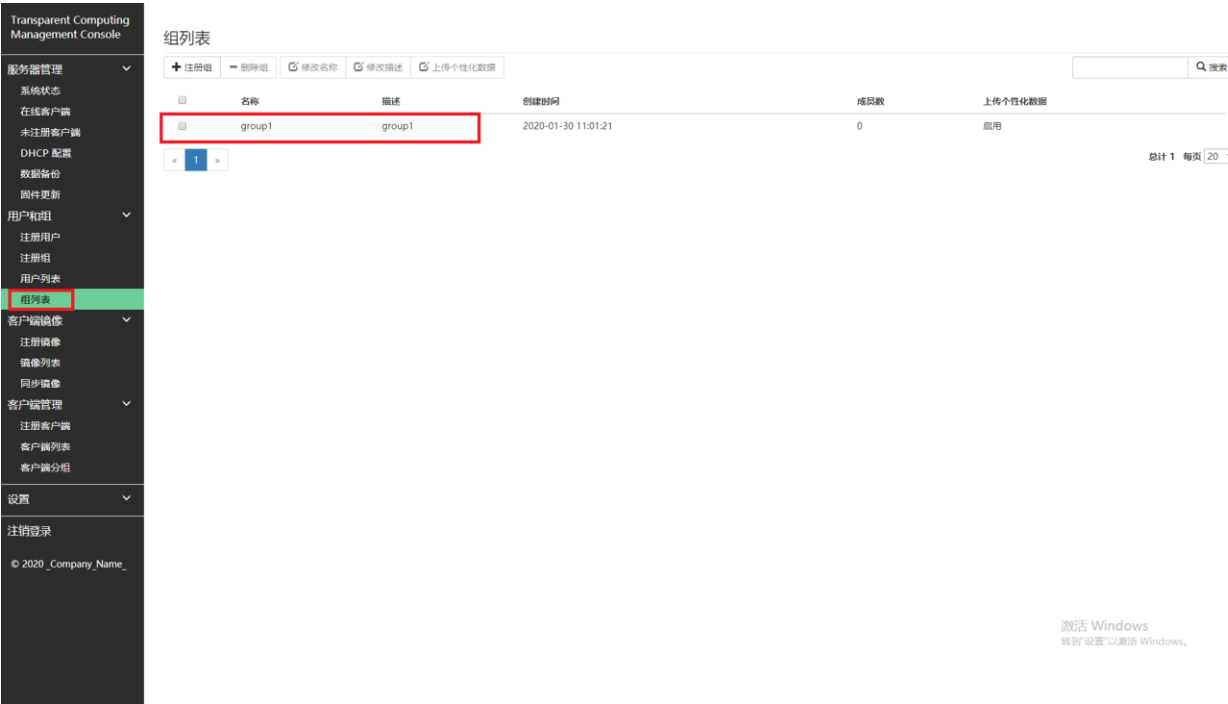 Transparent Computing
Management Console
服务器管理
系统状态
在线客户端
未注册客户端
DHCP 配置
数据备份
固件更新
用户和组
注册用户
注册组
用户列表
组列表
客户端镜像
注册镜像
镜像列表
同步镜像
客户端管理
注册客户端
客户端列表
客户端分组
设置
注销登录
© 2020 _Company_Name_
组列表
注册组 删除组 修改名称 修改描述 上传个性化数据 搜索
名称 描述 创建时间 成员数 上传个性化数据
group1 group1 2020-01-30 11:01:21 0 启用
« 1 » 总计 1 每页 20
激活 Windows
转到"设置"以激活 Windows。